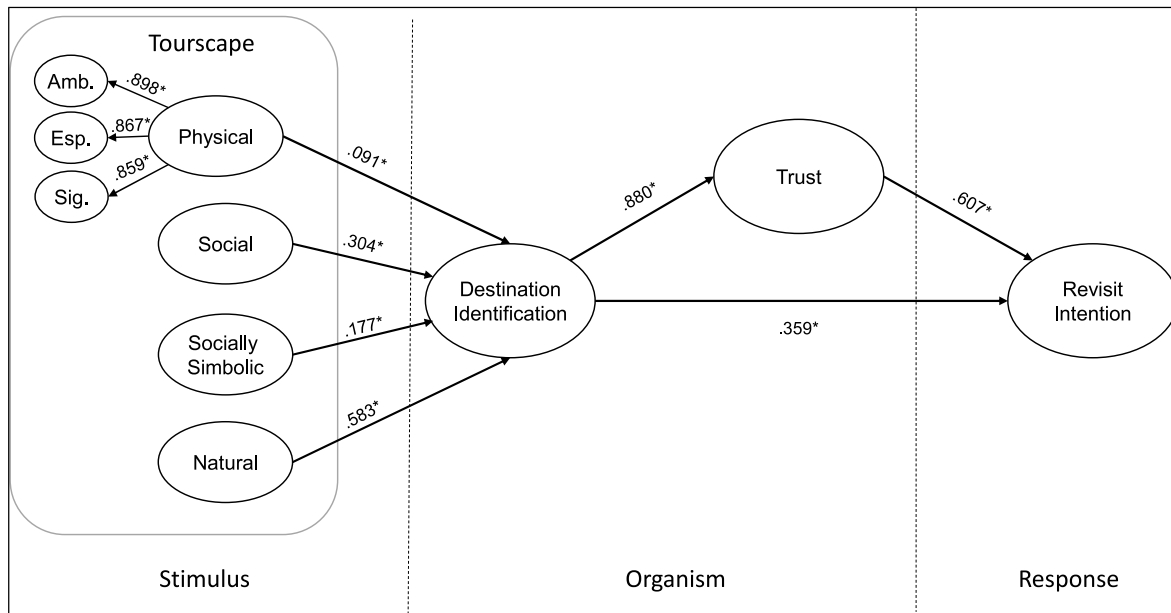 Tourscape
Amb.
.898*
Esp.
.867*
Physical
Sig.
.859*
.091*
Social
.304*
Socially
Simbolic
.177*
Natural
.583*
Destination
Identification
.880*
Trust
.607*
.359*
Revisit
Intention
Stimulus
Organism
Response